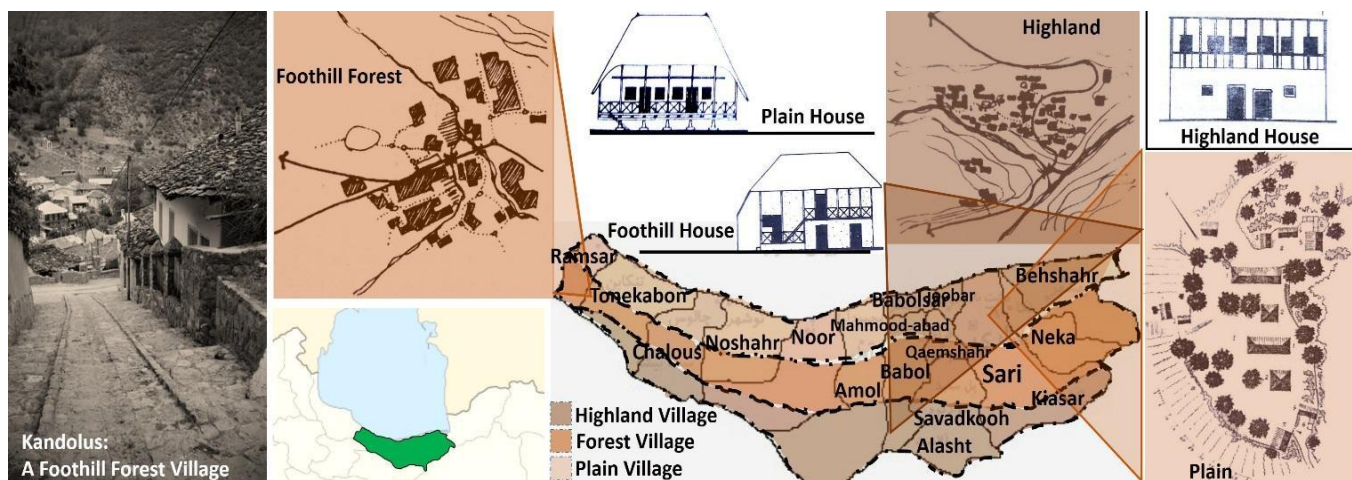 Kandolus:
A Foothill Forest Village
Foothill Forest
Plain House
Foothill House
Highland
Highland House
Ramsar
Tonekabon
Chalous
Noshahr
Noor
Mahmood-abad
Babolsar
Joobar
Behshahr
Neka
Qaemshahr
Babol
Amol
Sari
Kiasar
Savadkooh
Alasht
Highland Village
Forest Village
Plain Village
Plain